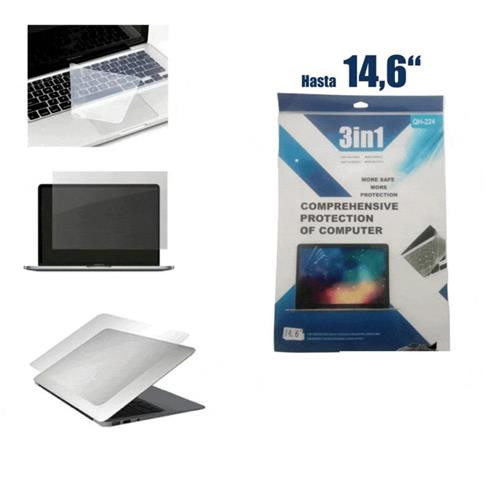 Hasta 14,6“
QH-224
3in1
MORE SAFE
MORE
PROTECTION
COMPREHENSIVE
PROTECTION
OF COMPUTER
14.6"